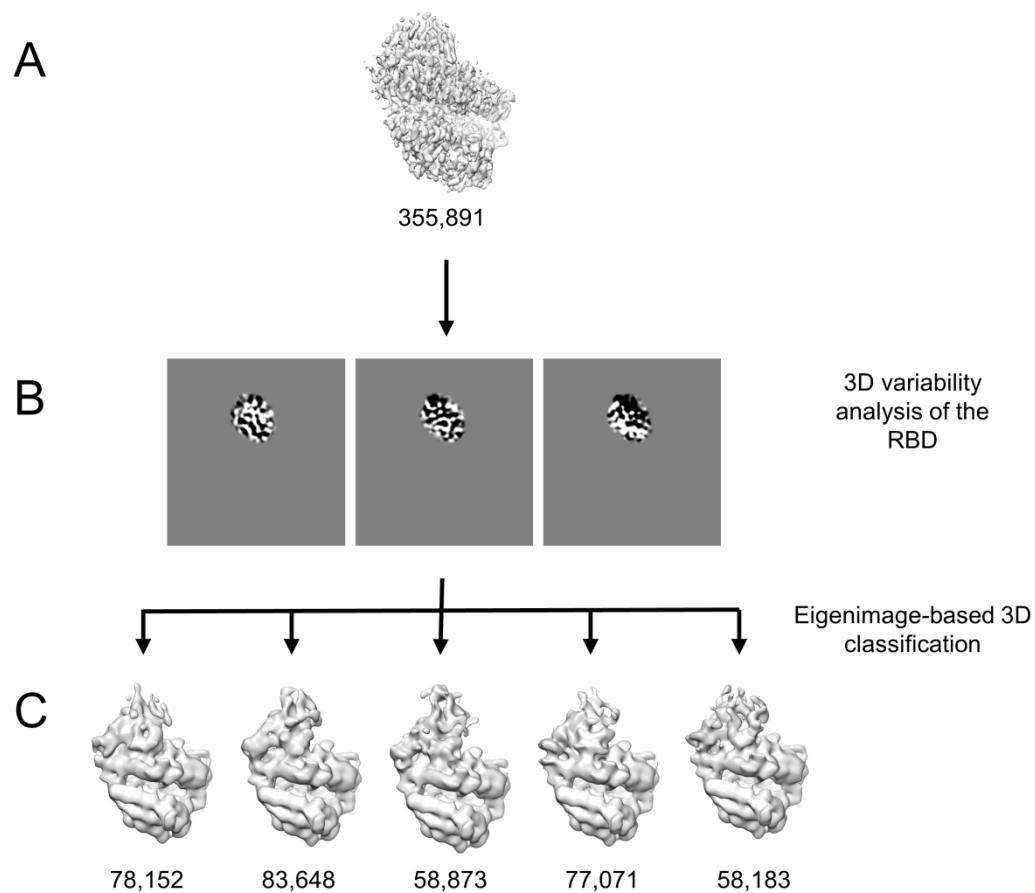 A
355,891
B
3D variability
analysis of the
RBD
Eigenimage-based 3D
classification
C
78,152
83,648
58,873
77,071
58,183